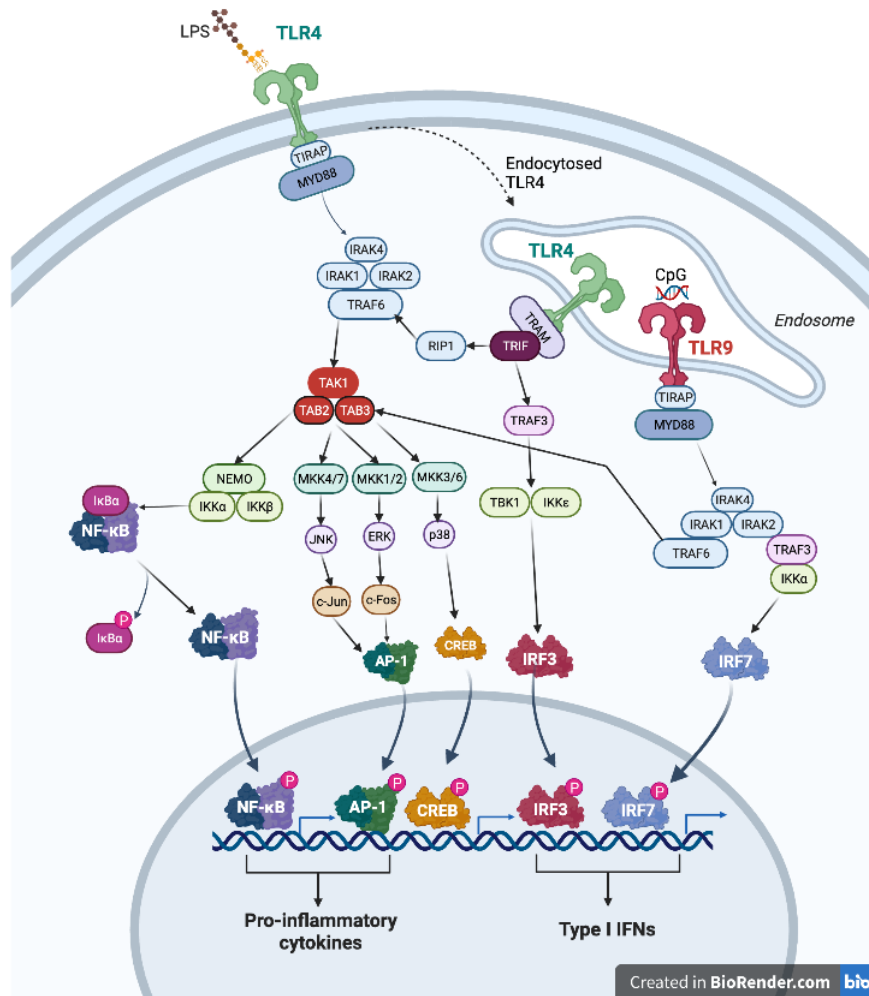 LPS
TLR4
TIRAP
MYD88
Endocytosed
TLR4
IRAK4
IRAK1
IRAK2
TRAF6
TLR4
CpG
TLR9
Endosome
TRAM
TRIF
RIP1
TIRAP
MYD88
TAK1
TAB2
TAB3
TRAF3
NEMO
IKKα
IKKβ
MKK4/7
MKK1/2
MKK3/6
TBK1
IKKε
IRAK4
IRAK1
IRAK2
TRAF6
TRAF3
IKKα
IκBα
NF-κB
JNK
ERK
p38
c-Jun
c-Fos
P
IκBα
NF-κB
AP-1
CREB
IRF3
IRF7
P
NF-κB
P
AP-1
P
CREB
P
IRF3
P
IRF7
Pro-inflammatory
cytokines
Type I IFNs
Created in BioRender.com
bio